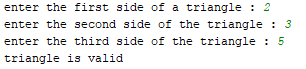 enter the first side of a triangle : 2
enter the second side of the triangle : 3
enter the third side of the triangle : 5
triangle is valid